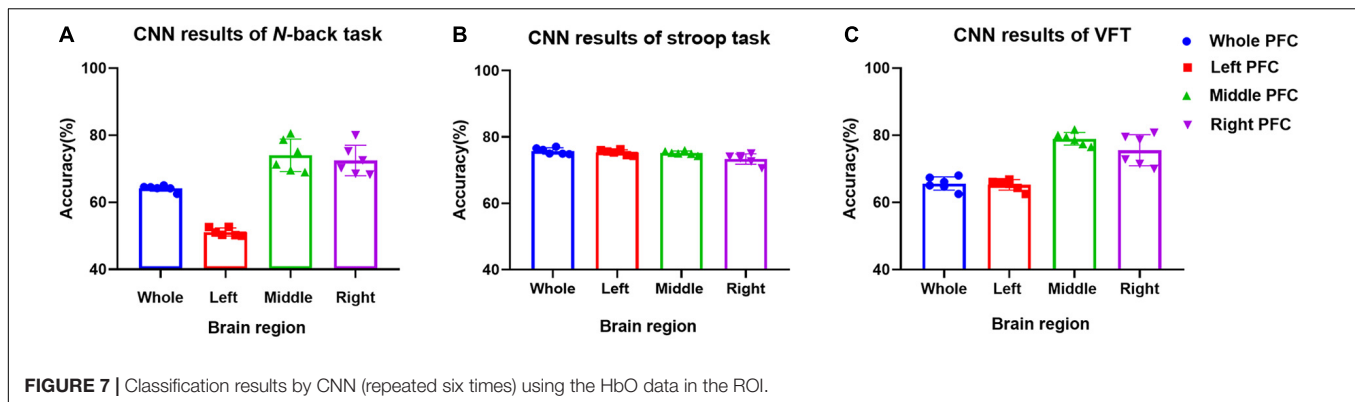 A
CNN results of N-back task
100
80
60
40
Accuracy(%)
Whole Left Middle Right
Brain region
B
CNN results of stroop task
100
80
60
40
Accuracy(%)
Whole Left Middle Right
Brain region
C
CNN results of VFT
100
80
60
40
Accuracy(%)
Whole Left Middle Right
Brain region
Whole PFC
Left PFC
Middle PFC
Right PFC
FIGURE 7 | Classification results by CNN (repeated six times) using the HbO data in the ROI.